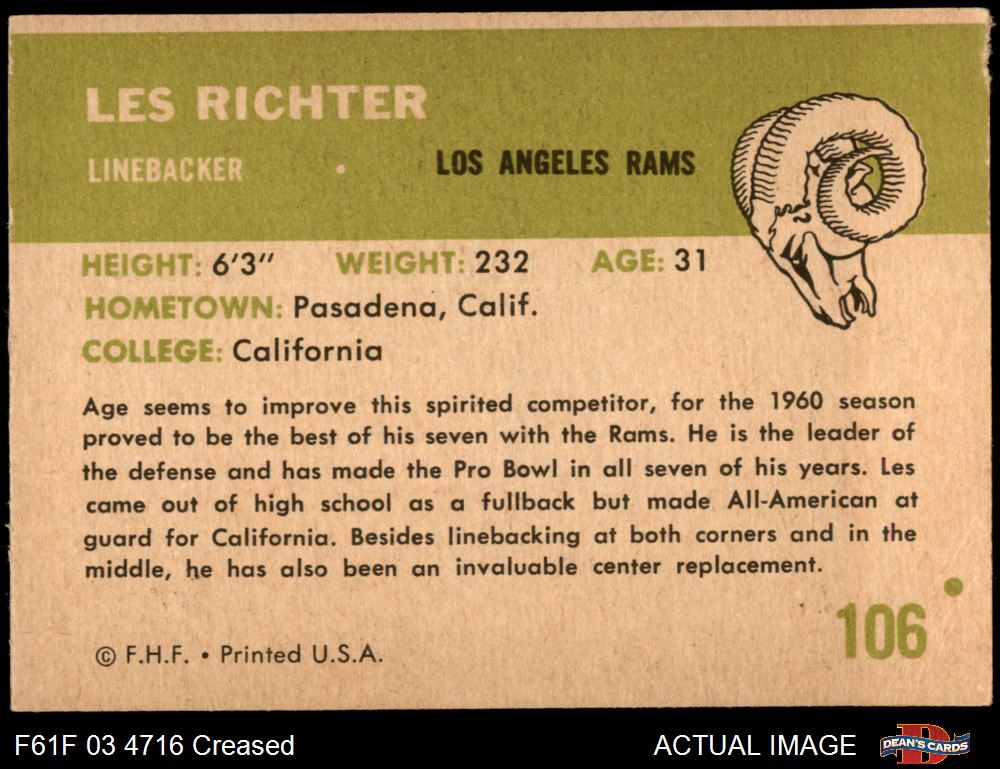 LES RICHTER
LINEBACKER • LOS ANGELES RAMS
HEIGHT: 6'3" WEIGHT: 232 AGE: 31
HOMETOWN: Pasadena, Calif.
COLLEGE: California
Age seems to improve this spirited competitor, for the 1960 season
proved to be the best of his seven with the Rams. He is the leader of
the defense and has made the Pro Bowl in all seven of his years. Les
came out of high school as a fullback but made All-American at
guard for California. Besides linebacking at both corners and in the
middle, he has also been an invaluable center replacement.
106
© F.H.F. • Printed U.S.A.
F61F 03 4716 Creased
ACTUAL IMAGE
DEAN'S CARDS